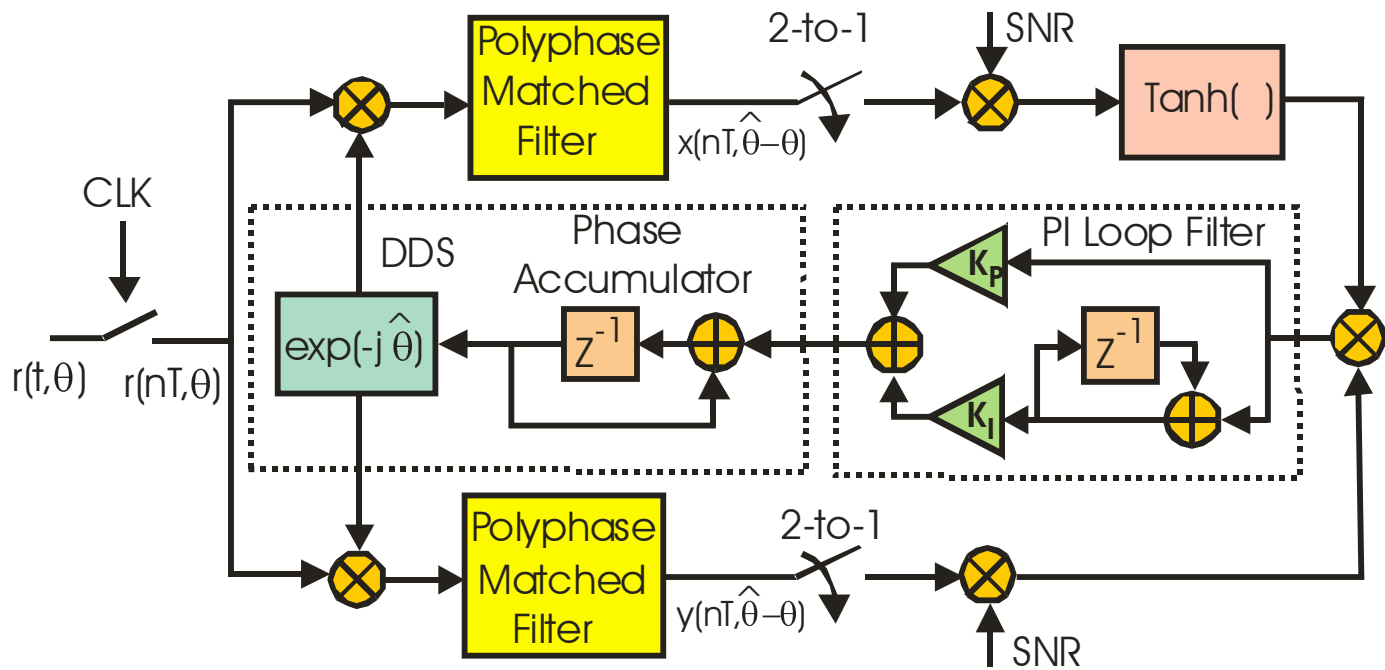 Polyphase
Matched
Filter
2-to-1
SNR
Tanh( )
x(nT,θ̂−θ)
CLK
r(t,θ)
r(nT,θ)
DDS
exp(-j θ̂)
Phase
Accumulator
Z⁻¹
PI Loop Filter
K_P
Z⁻¹
K_I
Polyphase
Matched
Filter
2-to-1
y(nT,θ̂−θ)
SNR